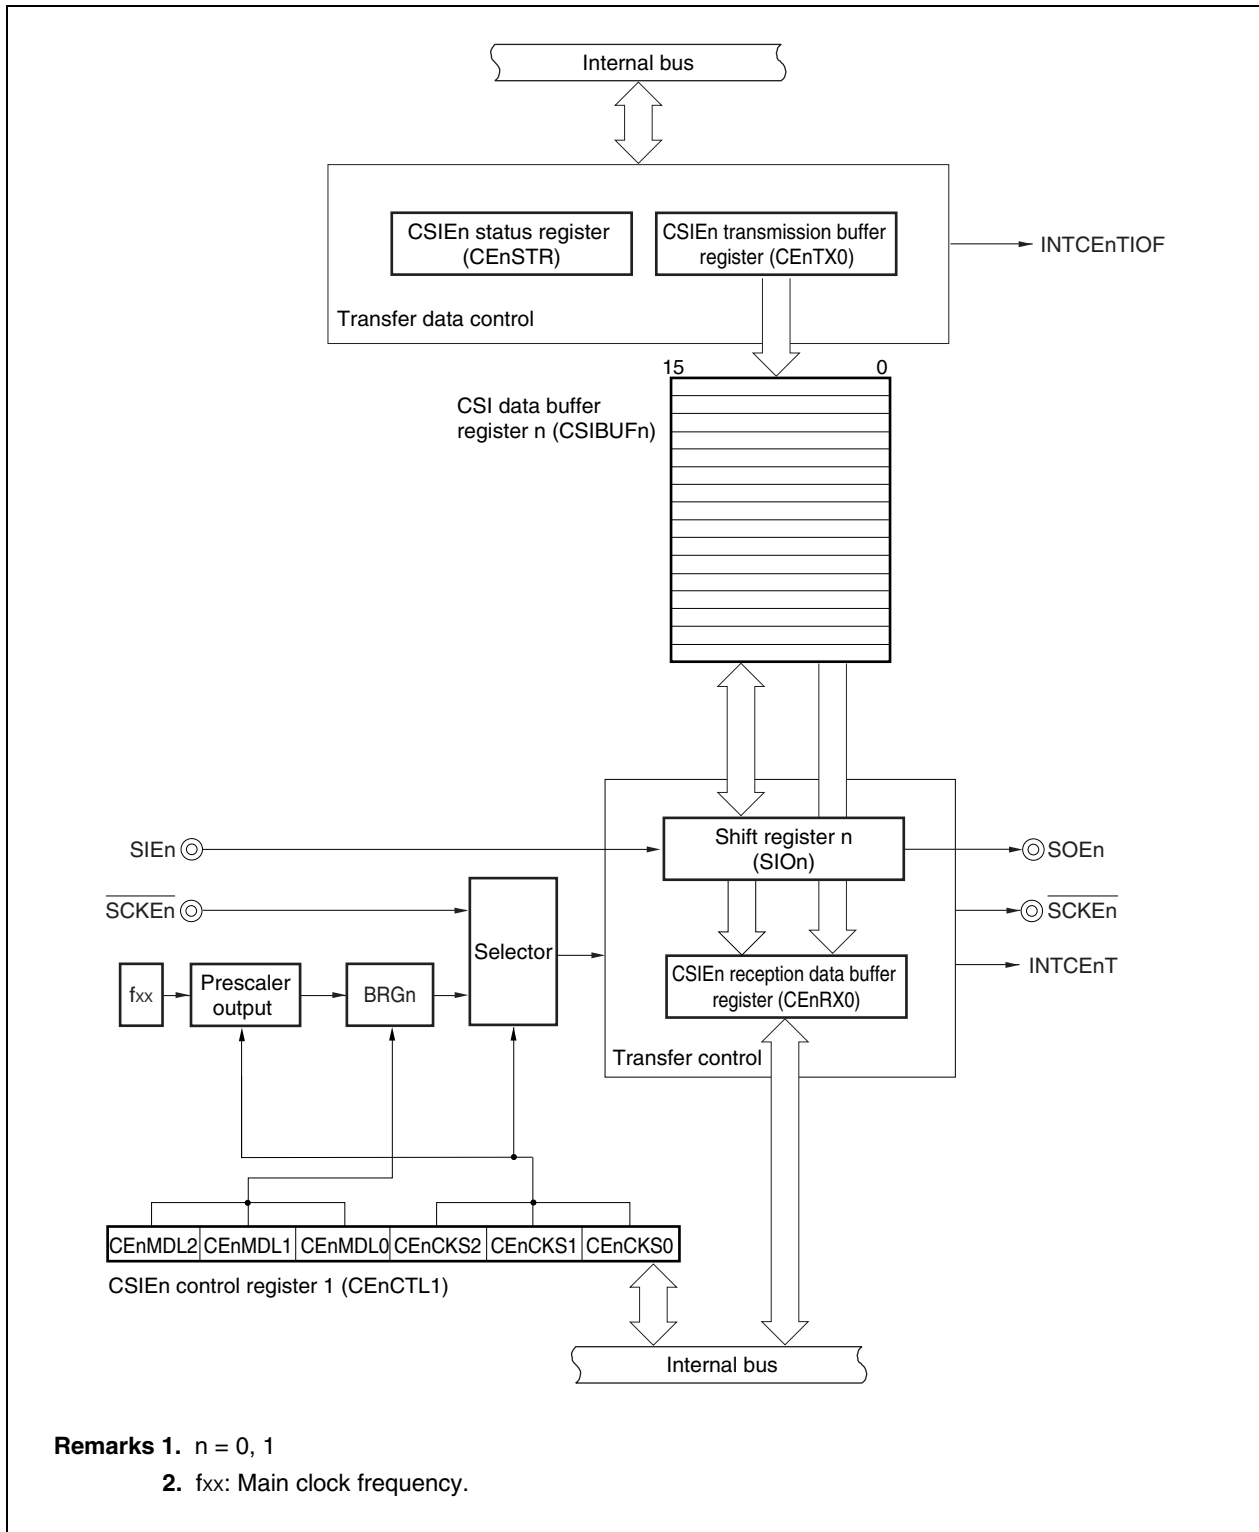 Internal bus
CSIEn status register
(CEnSTR)
CSIEn transmission buffer
register (CEnTX0)
INTCEnTIOF
Transfer data control
15
0
CSI data buffer
register n (CSIBUFn)
SIEn
Shift register n
(SIOn)
SOEn
SCKEn
SCKEn
Selector
INTCEnT
fxx
Prescaler
output
BRGn
CSIEn reception data buffer
register (CEnRX0)
Transfer control
CEnMDL2
CEnMDL1
CEnMDL0
CEnCKS2
CEnCKS1
CEnCKS0
CSIEn control register 1 (CEnCTL1)
Internal bus
Remarks 1. n = 0, 1
2. fxx: Main clock frequency.